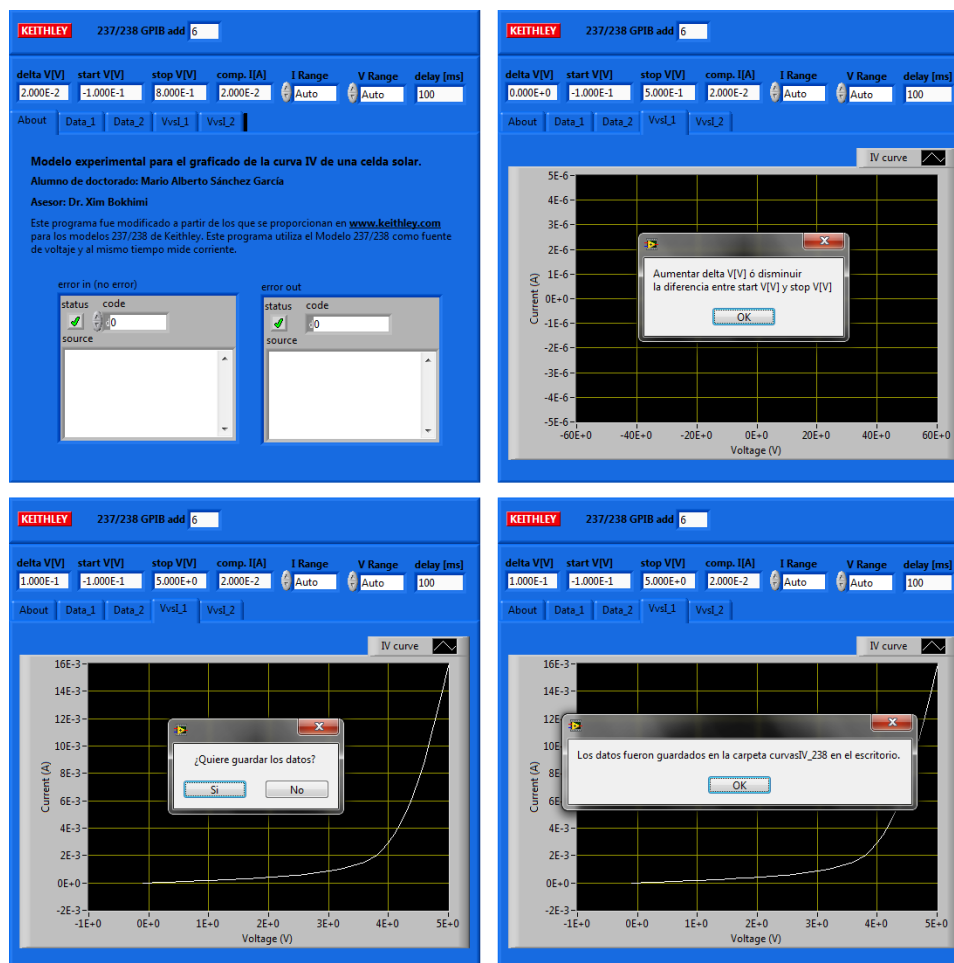 KEITHLEY 237/238 GPIB add 6
delta V[V] start V[V] stop V[V] comp. I[A] I Range V Range delay [ms]
2.000E-2 -1.000E-1 8.000E-1 2.000E-2 Auto Auto 100
About Data_1 Data_2 VvsI_1 VvsI_2
Modelo experimental para el graficado de la curva IV de una celda solar.
Alumno de doctorado: Mario Alberto Sánchez García
Asesor: Dr. Xim Bokhimi
Este programa fue modificado a partir de los que se proporcionan en www.keithley.com
para los modelos 237/238 de Keithley. Este programa utiliza el Modelo 237/238 como fuente
de voltaje y al mismo tiempo mide corriente.
error in (no error)
status code
0
source
error out
status code
0
source
KEITHLEY 237/238 GPIB add 6
delta V[V] start V[V] stop V[V] comp. I[A] I Range V Range delay [ms]
0.000E+0 -1.000E-1 5.000E-1 2.000E-2 Auto Auto 100
About Data_1 Data_2 VvsI_1 VvsI_2
IV curve
5E-6
4E-6
3E-6
2E-6
1E-6
0E+0
-1E-6
-2E-6
-3E-6
-4E-6
-5E-6
Current (A)
Aumentar delta V[V] ó disminuir
la diferencia entre start V[V] y stop V[V]
OK
-60E+0 -40E+0 -20E+0 0E+0 20E+0 40E+0 60E+0
Voltage (V)
KEITHLEY 237/238 GPIB add 6
delta V[V] start V[V] stop V[V] comp. I[A] I Range V Range delay [ms]
1.000E-1 -1.000E-1 5.000E+0 2.000E-2 Auto Auto 100
About Data_1 Data_2 VvsI_1 VvsI_2
IV curve
16E-3
14E-3
12E-3
10E-3
8E-3
6E-3
4E-3
2E-3
0E+0
-2E-3
Current (A)
¿Quiere guardar los datos?
Si No
-1E+0 0E+0 1E+0 2E+0 3E+0 4E+0 5E+0
Voltage (V)
KEITHLEY 237/238 GPIB add 6
delta V[V] start V[V] stop V[V] comp. I[A] I Range V Range delay [ms]
1.000E-1 -1.000E-1 5.000E+0 2.000E-2 Auto Auto 100
About Data_1 Data_2 VvsI_1 VvsI_2
IV curve
16E-3
14E-3
12E
10E
8E
6E
4E-3
2E-3
0E+0
-2E-3
Current (A)
Los datos fueron guardados en la carpeta curvasIV_238 en el escritorio.
OK
-1E+0 0E+0 1E+0 2E+0 3E+0 4E+0 5E+0
Voltage (V)